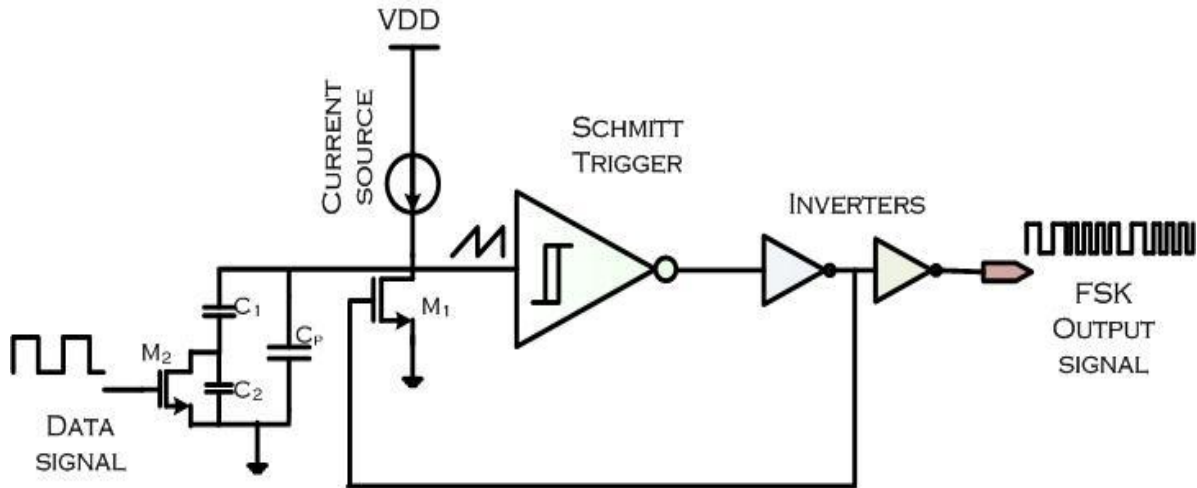 VDD
CURRENT
SOURCE
SCHMITT
TRIGGER
INVERTERS
M1
C1
CP
M2
C2
DATA
SIGNAL
FSK
OUTPUT
SIGNAL